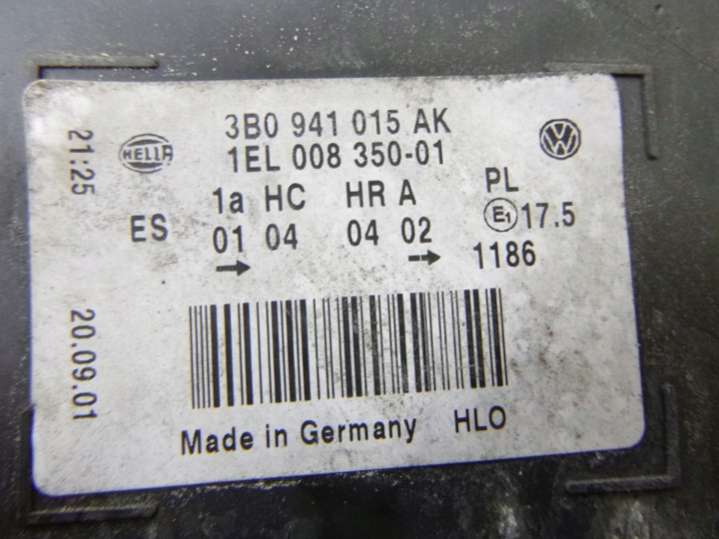 3B0 941 015 AK
HELLA
1EL 008 350-01
21:25
1a HC HR A PL
ES 01 04 04 02 E1 17.5
1186
20.09.01
Made in Germany HLO